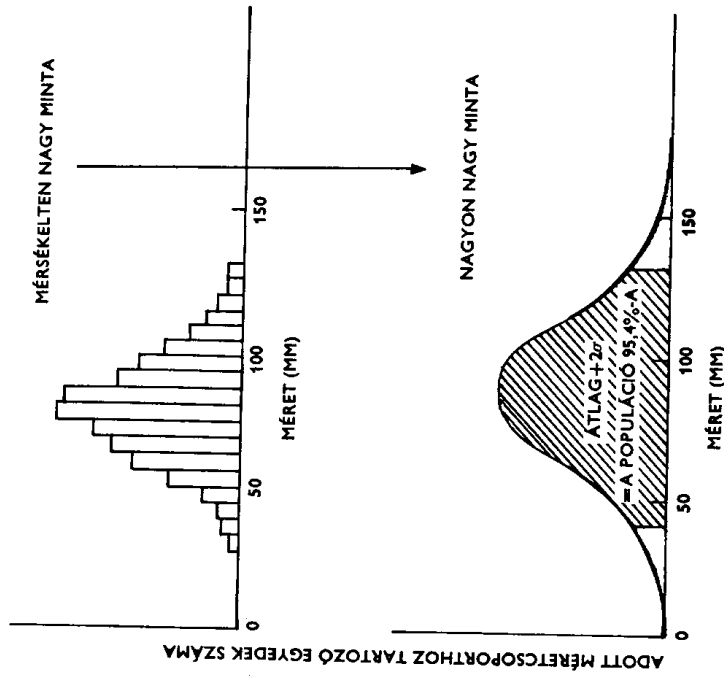 ADOTT MÉRETCSOPORTHOZ TARTOZÓ EGYEDEK SZÁMA
MÉRSÉKELTEN NAGY MINTA
0
50
100
150
MÉRET (MM)
NAGYON NAGY MINTA
ÁTLAG+2σ
=A POPULÁCIÓ 95,4%-A
0
50
100
150
MÉRET (MM)